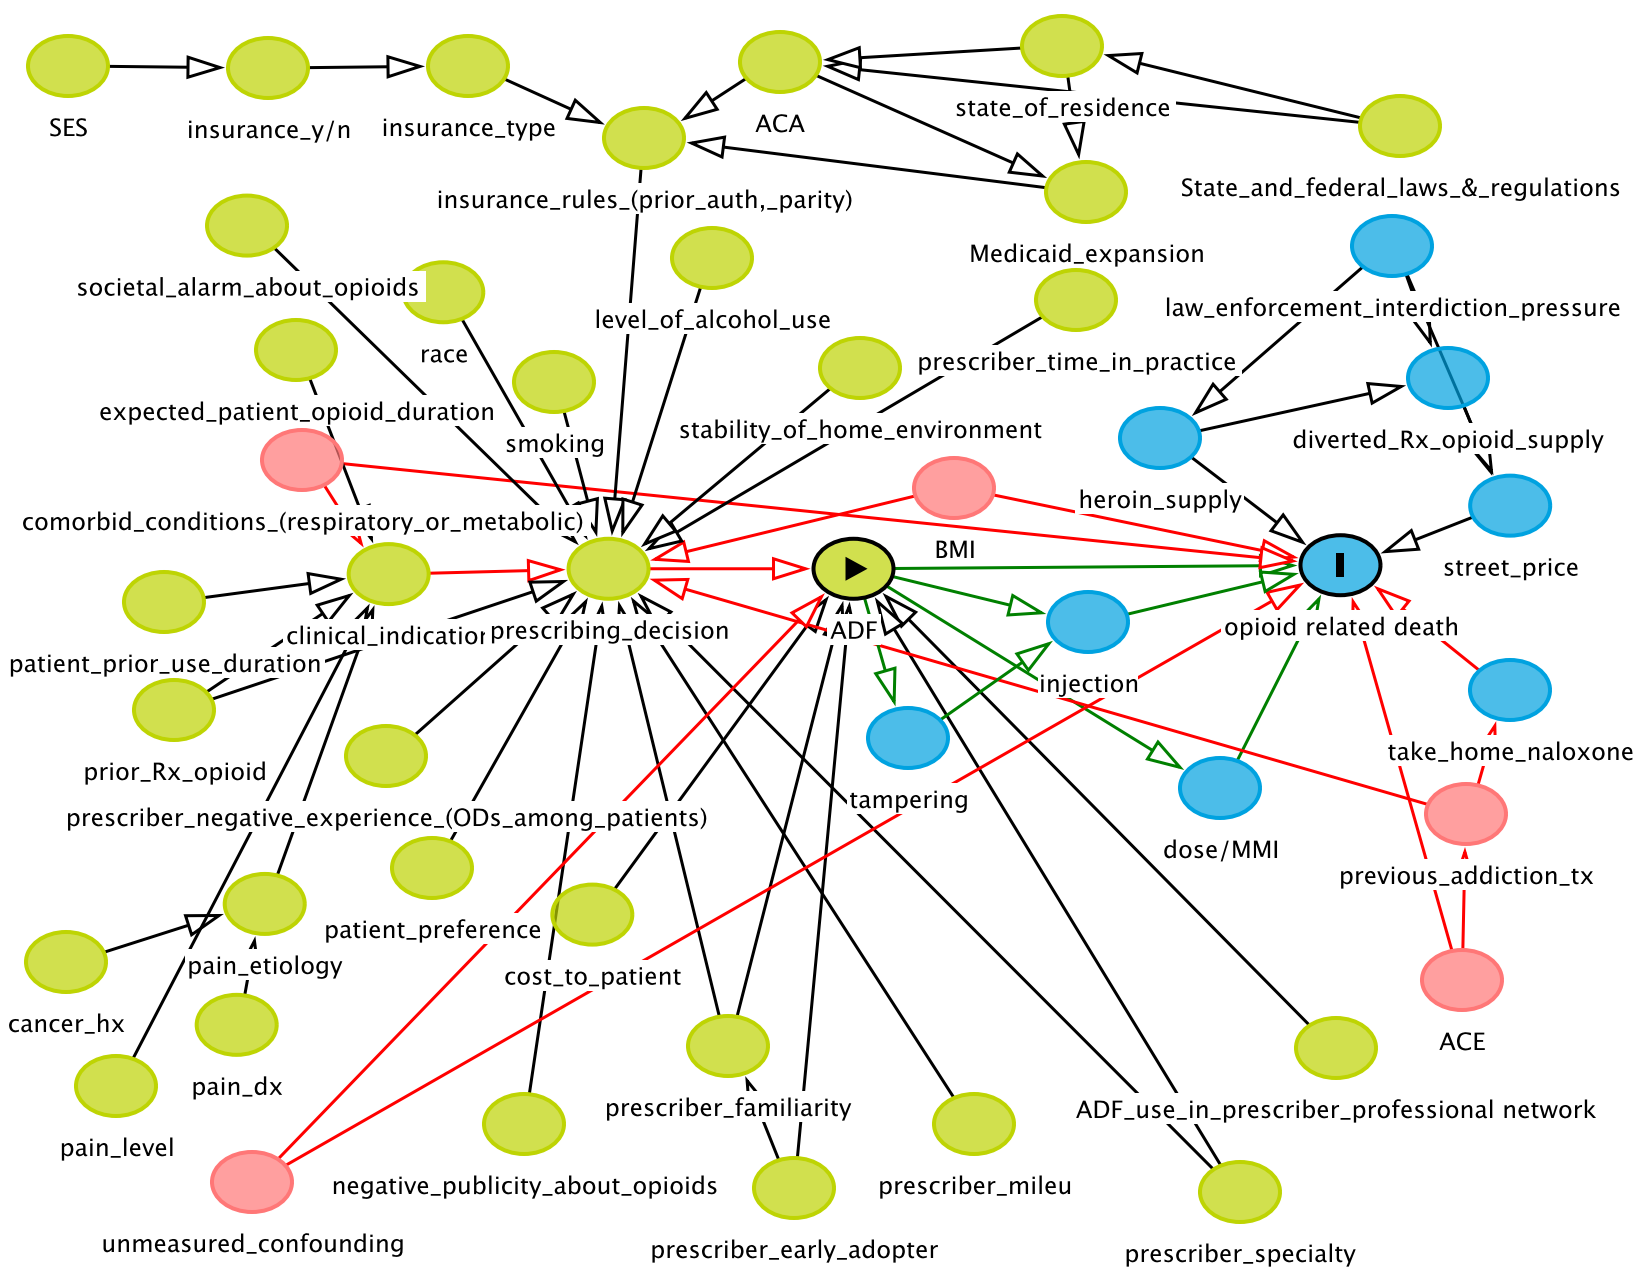 SES
insurance_y/n
insurance_type
ACA
state_of_residence
State_and_federal_laws_&_regulations
insurance_rules_(prior_auth,_parity)
Medicaid_expansion
societal_alarm_about_opioids
law_enforcement_interdiction_pressure
level_of_alcohol_use
race
prescriber_time_in_practice
expected_patient_opioid_duration
smoking
stability_of_home_environment
diverted_Rx_opioid_supply
heroin_supply
comorbid_conditions_(respiratory_or_metabolic)
BMI
street_price
clinical_indication
prescribing_decision
ADF
opioid related death
patient_prior_use_duration
injection
take_home_naloxone
prior_Rx_opioid
tampering
prescriber_negative_experience_(ODs_among_patients)
dose/MMI
previous_addiction_tx
patient_preference
pain_etiology
cost_to_patient
cancer_hx
ACE
pain_dx
prescriber_familiarity
ADF_use_in_prescriber_professional network
pain_level
negative_publicity_about_opioids
prescriber_mileu
unmeasured_confounding
prescriber_early_adopter
prescriber_specialty